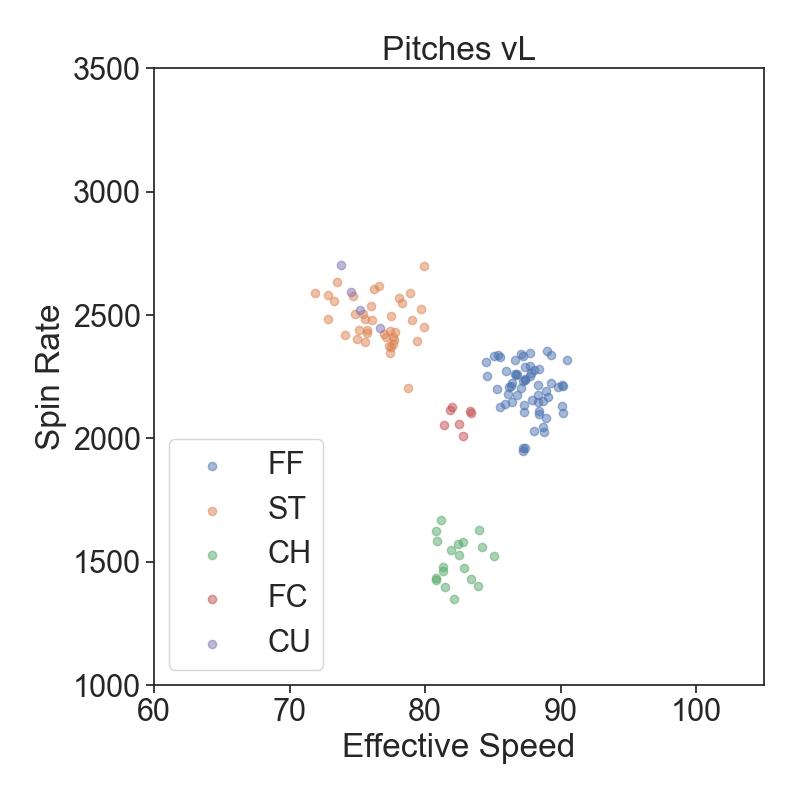 Pitches vL
3500
3000
2500
2000
1500
1000
Spin Rate
FF
ST
CH
FC
CU
60 70 80 90 100
Effective Speed